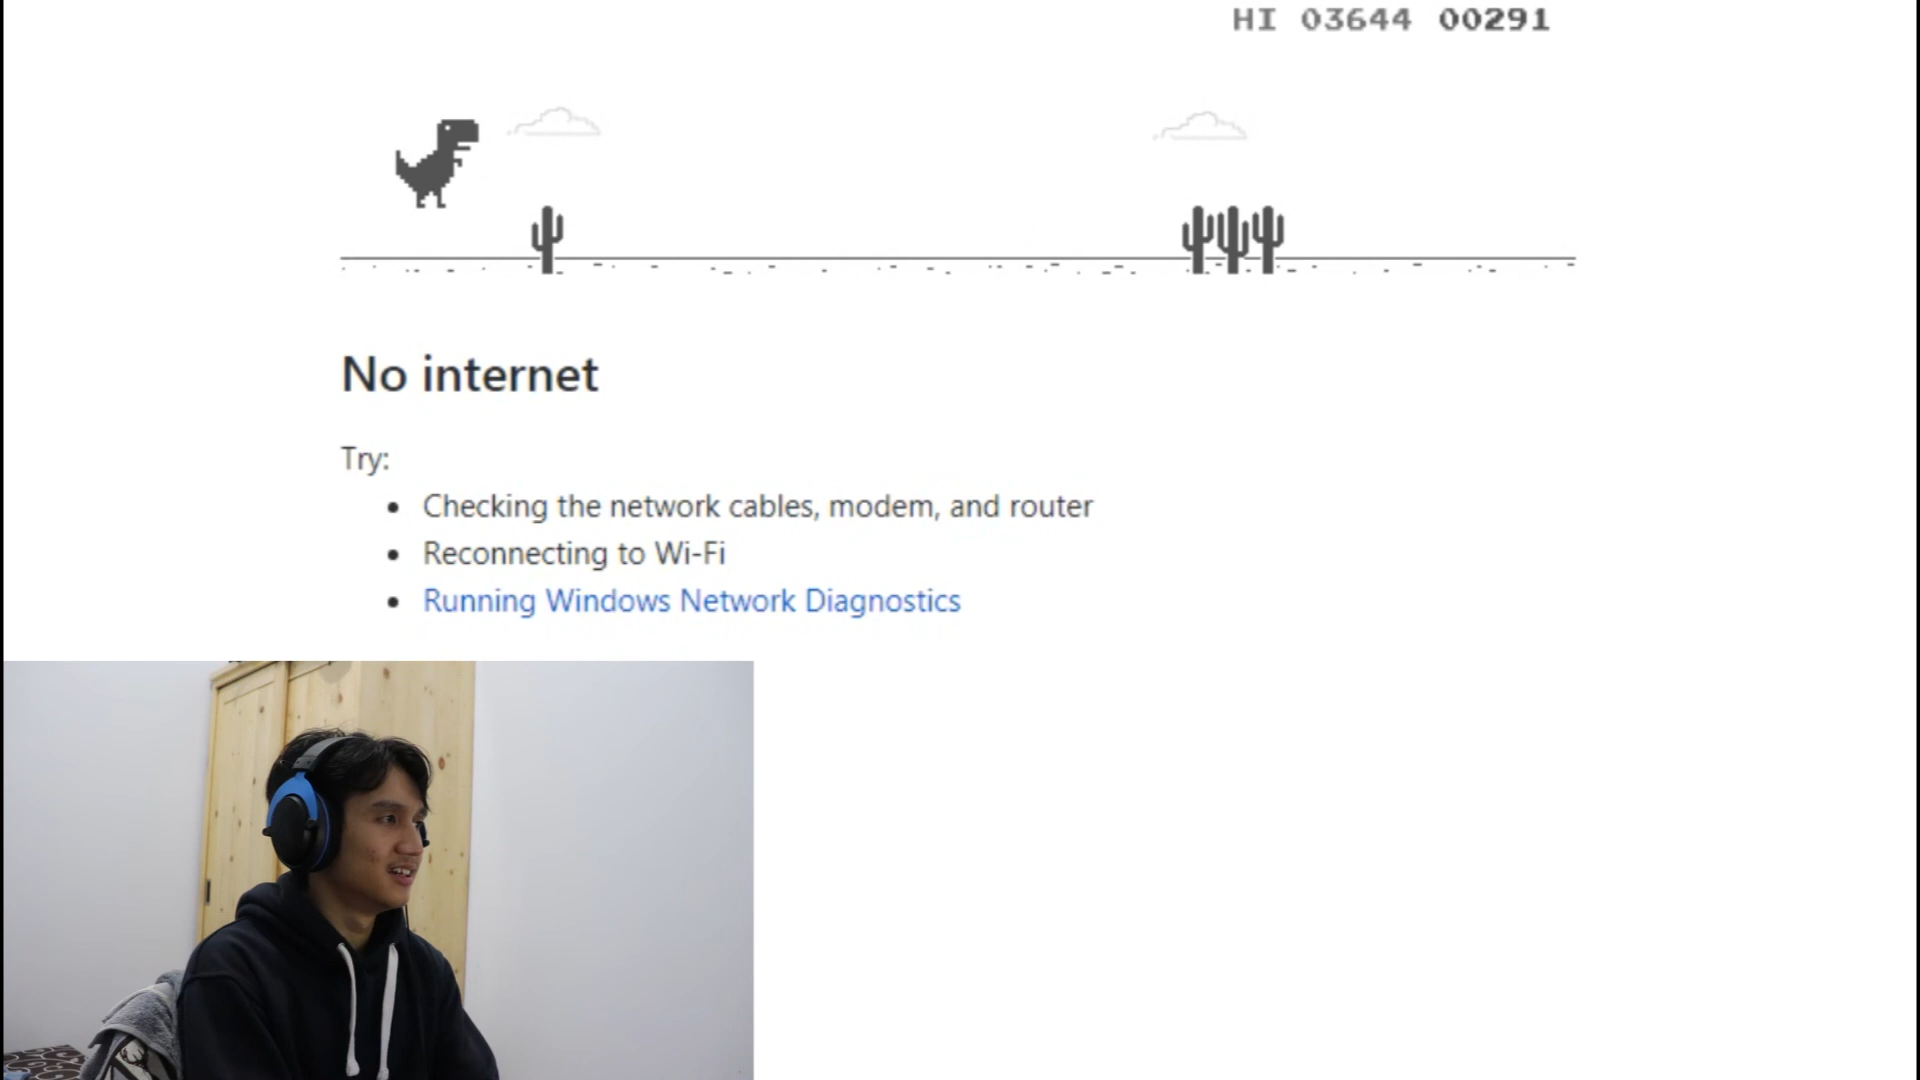 HI 03644 00291
No internet
Try:
Checking the network cables, modem, and router
Reconnecting to Wi-Fi
Running Windows Network Diagnostics